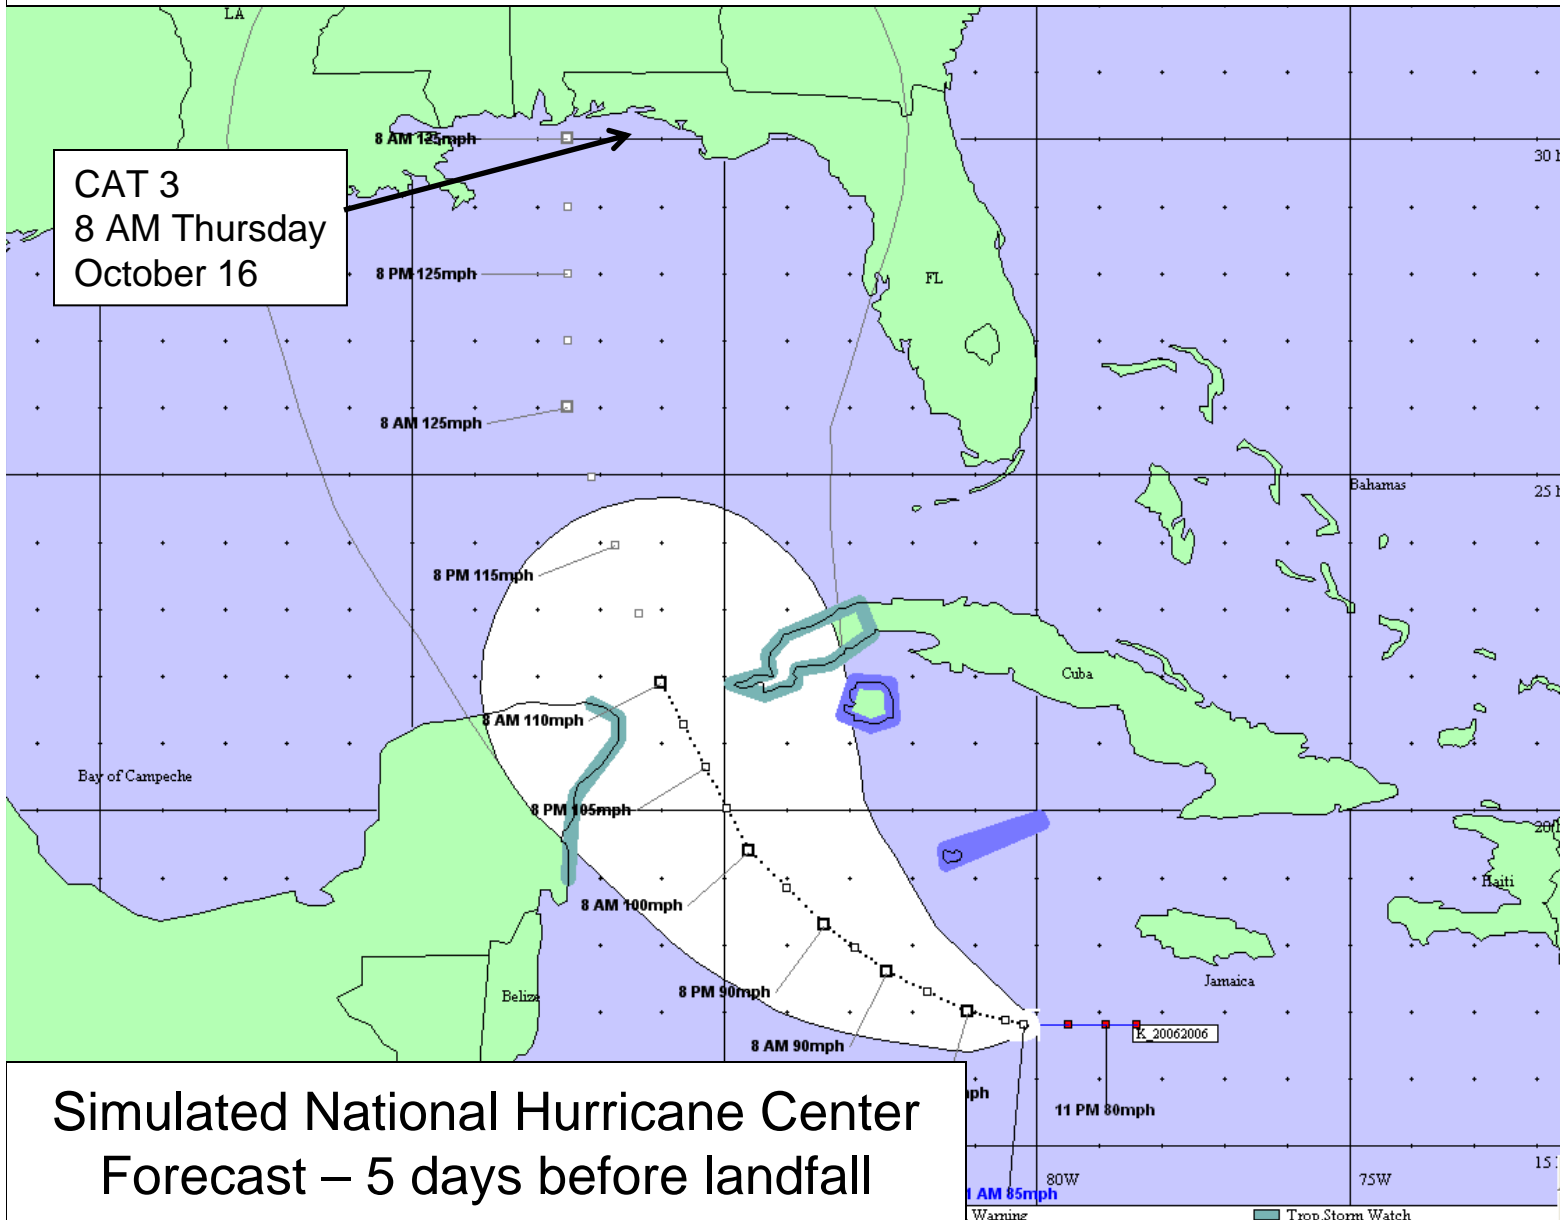 LA
8 AM 125mph
30
CAT 3
8 AM Thursday
October 16
8 PM 125mph
FL
8 AM 125mph
Bahamas
25
8 PM 115mph
Cuba
8 AM 110mph
Bay of Campeche
8 PM 105mph
20
Haiti
8 AM 100mph
Jamaica
8 PM 90mph
Belize
K_20062006
8 AM 90mph
mph
11 PM 80mph
Simulated National Hurricane Center
Forecast – 5 days before landfall
15
80W
75W
1 AM 85mph
Warning
Trop.Storm Watch